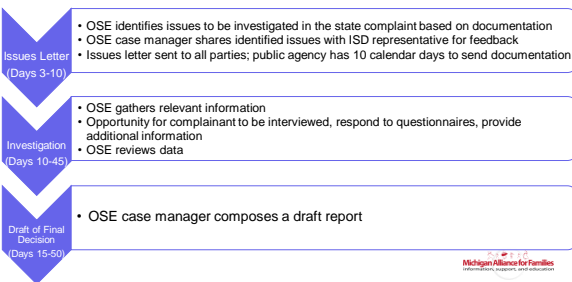 Issues Letter
(Days 3-10)
• OSE identifies issues to be investigated in the state complaint based on documentation
• OSE case manager shares identified issues with ISD representative for feedback
• Issues letter sent to all parties; public agency has 10 calendar days to send documentation
Investigation
(Days 10-45)
• OSE gathers relevant information
• Opportunity for complainant to be interviewed, respond to questionnaires, provide
additional information
• OSE reviews data
Draft of Final
Decision
(Days 15-50)
• OSE case manager composes a draft report
Michigan Alliance for Families
information, support, and education